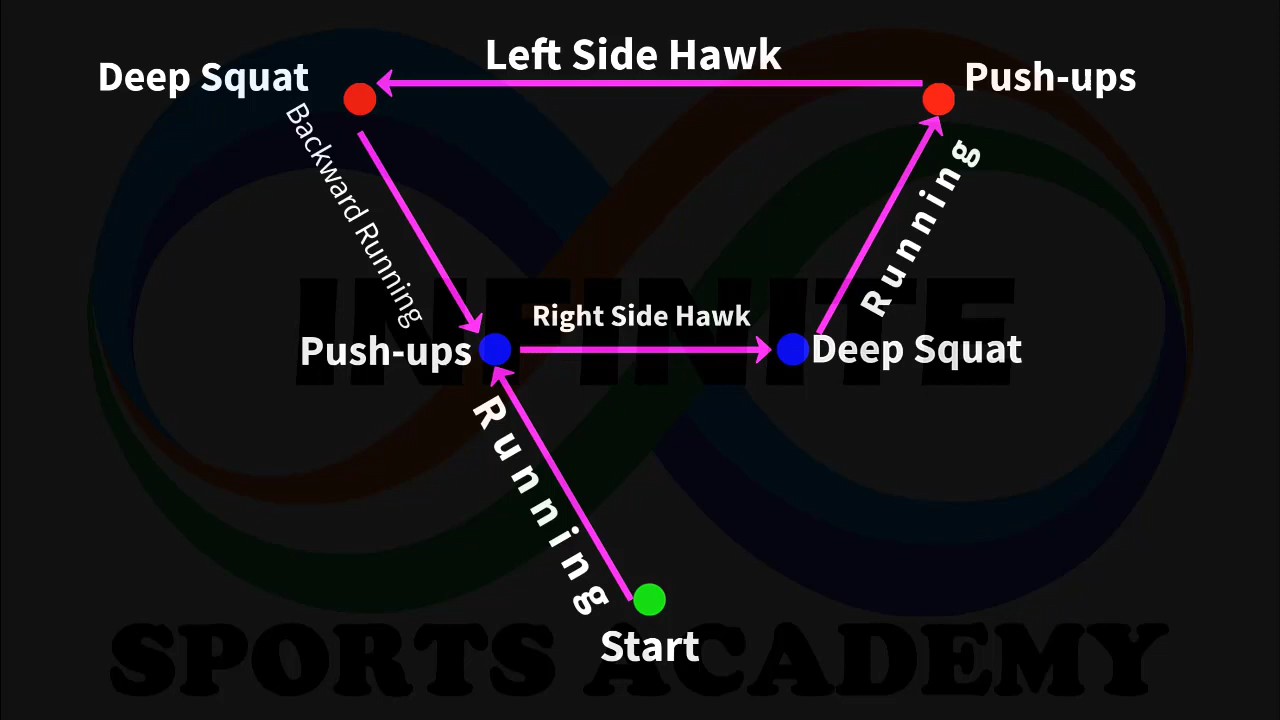 Left Side Hawk
Deep Squat
Push-ups
Backward Running
Running
Right Side Hawk
Push-ups
Deep Squat
INFINITE
Running
Start
SPORTS ACADEMY